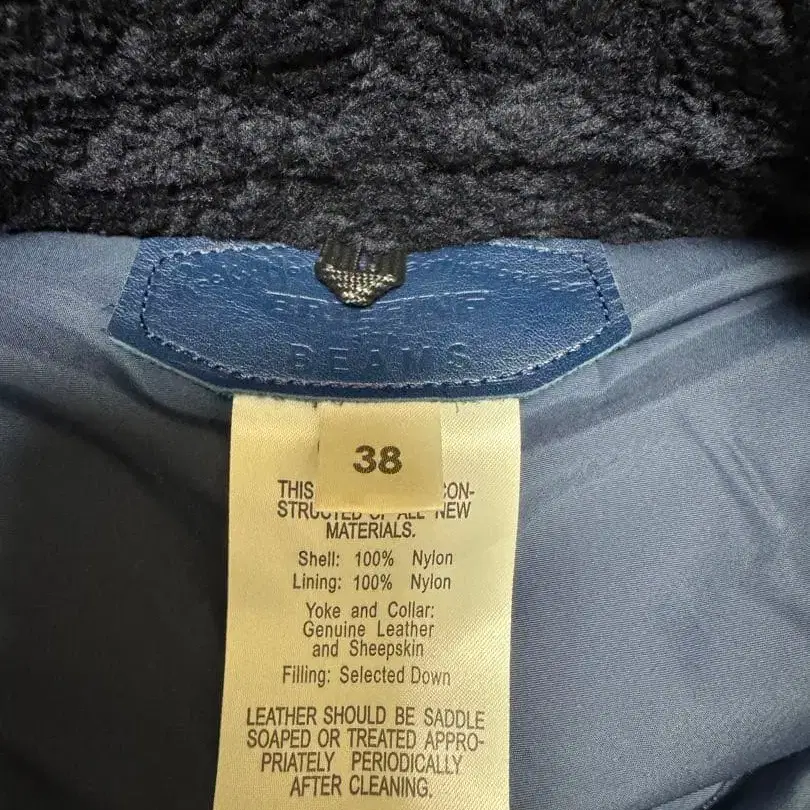 BEAMS
38
THIS CON-
STRUCTED OF ALL NEW
MATERIALS.
Shell: 100% Nylon
Lining: 100% Nylon
Yoke and Collar:
Genuine Leather
and Sheepskin
Filling: Selected Down
LEATHER SHOULD BE SADDLE
SOAPED OR TREATED APPRO-
PRIATELY PERIODICALLY
AFTER CLEANING.